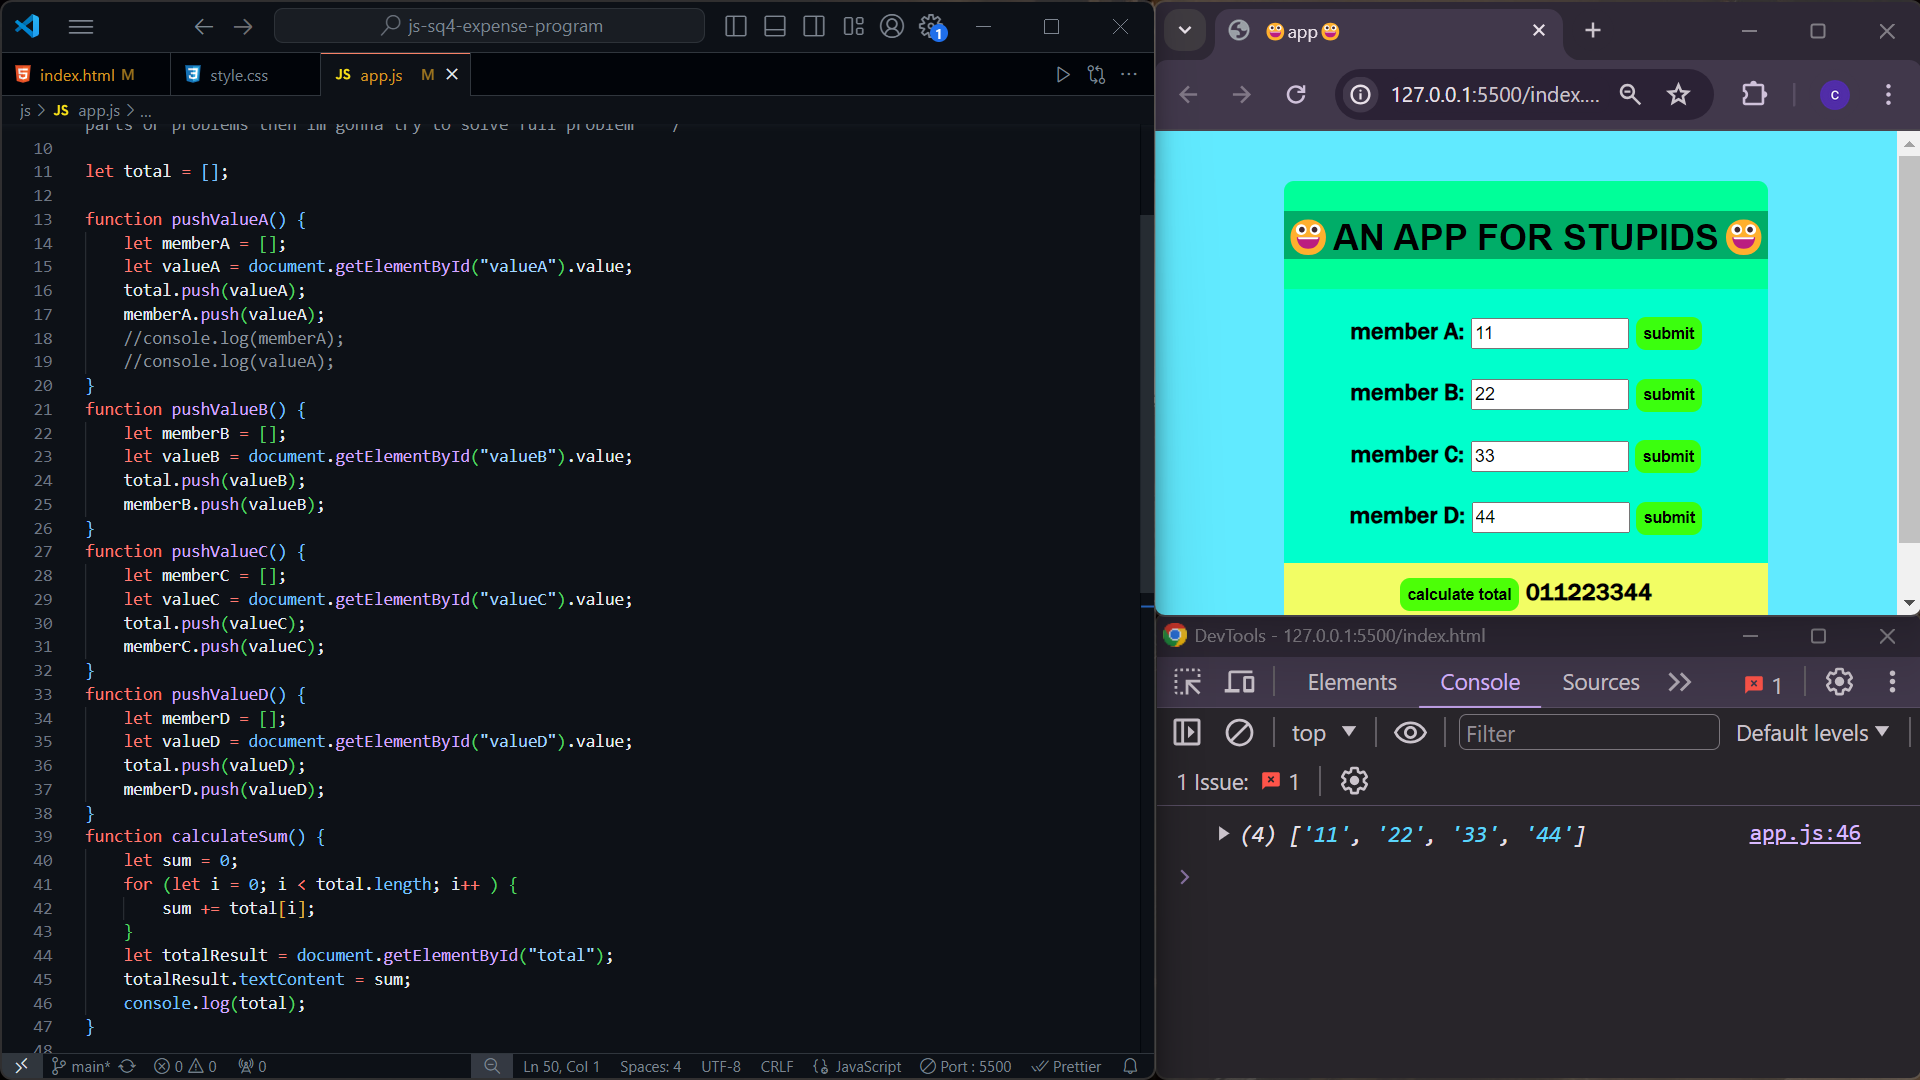 js-sq4-expense-program
1
index.html M
style.css
JS app.js M
js > JS app.js > ...
parts of problems then im gonna try to solve full problem */
10
11 let total = [];
12
13 function pushValueA() {
14 let memberA = [];
15 let valueA = document.getElementById("valueA").value;
16 total.push(valueA);
17 memberA.push(valueA);
18 //console.log(memberA);
19 //console.log(valueA);
20 }
21 function pushValueB() {
22 let memberB = [];
23 let valueB = document.getElementById("valueB").value;
24 total.push(valueB);
25 memberB.push(valueB);
26 }
27 function pushValueC() {
28 let memberC = [];
29 let valueC = document.getElementById("valueC").value;
30 total.push(valueC);
31 memberC.push(valueC);
32 }
33 function pushValueD() {
34 let memberD = [];
35 let valueD = document.getElementById("valueD").value;
36 total.push(valueD);
37 memberD.push(valueD);
38 }
39 function calculateSum() {
40 let sum = 0;
41 for (let i = 0; i < total.length; i++ ) {
42 sum += total[i];
43 }
44 let totalResult = document.getElementById("total");
45 totalResult.textContent = sum;
46 console.log(total);
47 }
48
main* 0 0 0
Ln 50, Col 1 Spaces: 4 UTF-8 CRLF {} JavaScript Port : 5500 Prettier
😀app😀
127.0.0.1:5500/index....
c
😀 AN APP FOR STUPIDS 😀
member A: 11 submit
member B: 22 submit
member C: 33 submit
member D: 44 submit
calculate total 011223344
DevTools - 127.0.0.1:5500/index.html
Elements Console Sources 1
top Filter Default levels
1 Issue: 1
(4) ['11', '22', '33', '44'] app.js:46